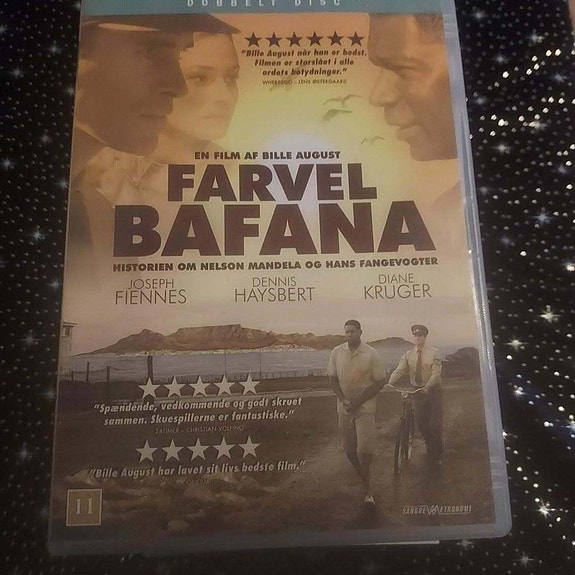 DOBBELT DISC
"Bille August når han er bedst.
Filmen er storslået i alle
ordets betydninger."
EN FILM AF BILLE AUGUST
FARVEL
BAFANA
HISTORIEN OM NELSON MANDELA OG HANS FANGEVOGTER
JOSEPH
FIENNES
DENNIS
HAYSBERT
DIANE
KRUGER
"Spændende, vedkommende og godt skruet
sammen. Skuespillerne er fantastiske."
"Bille August har lavet sit livs bedste film."
11